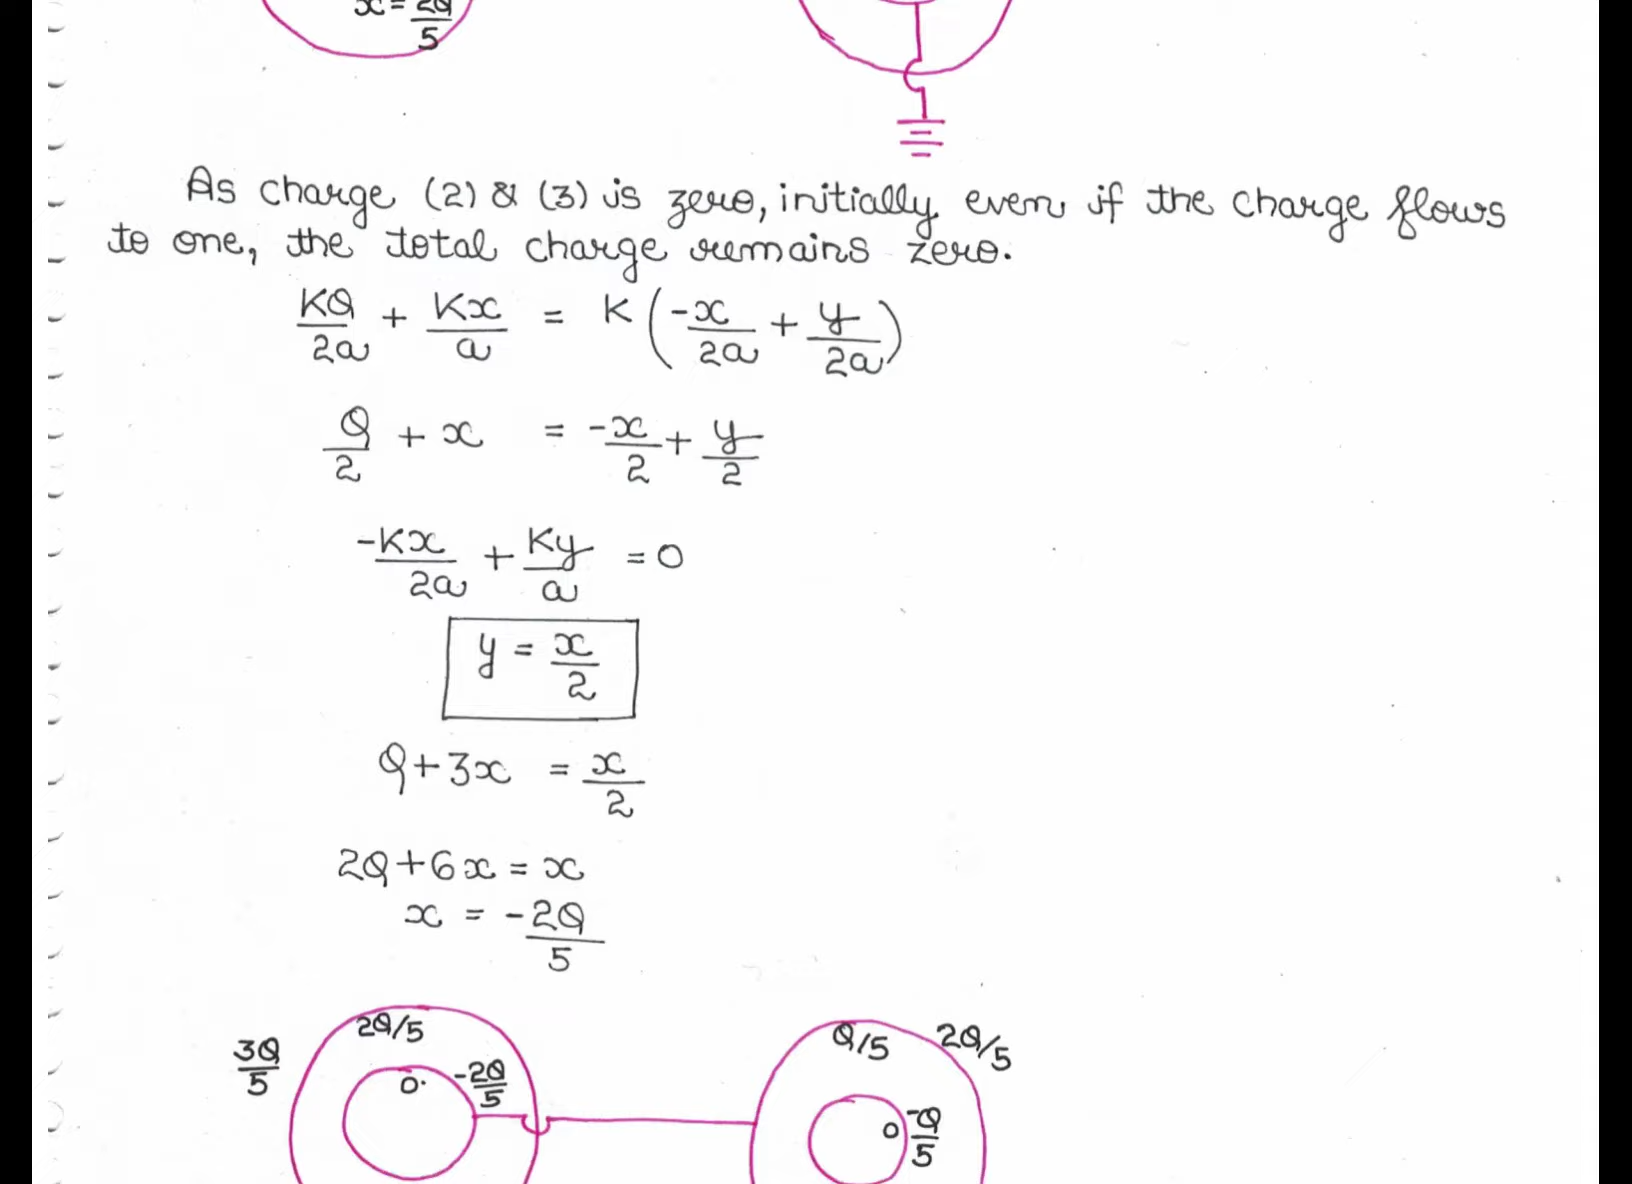 x = 2Q/5
As charge (2) & (3) is zero, initially even if the charge flows
to one, the total charge remains zero.
KQ/2a + Kx/a = K(-x/2a + y/2a)
Q/2 + x = -x/2 + y/2
-Kx/2a + Ky/a = 0
y = x/2
Q + 3x = x/2
2Q + 6x = x
x = -2Q/5
2Q/5
3Q/5
0
-2Q/5
Q/5
2Q/5
0
-Q/5